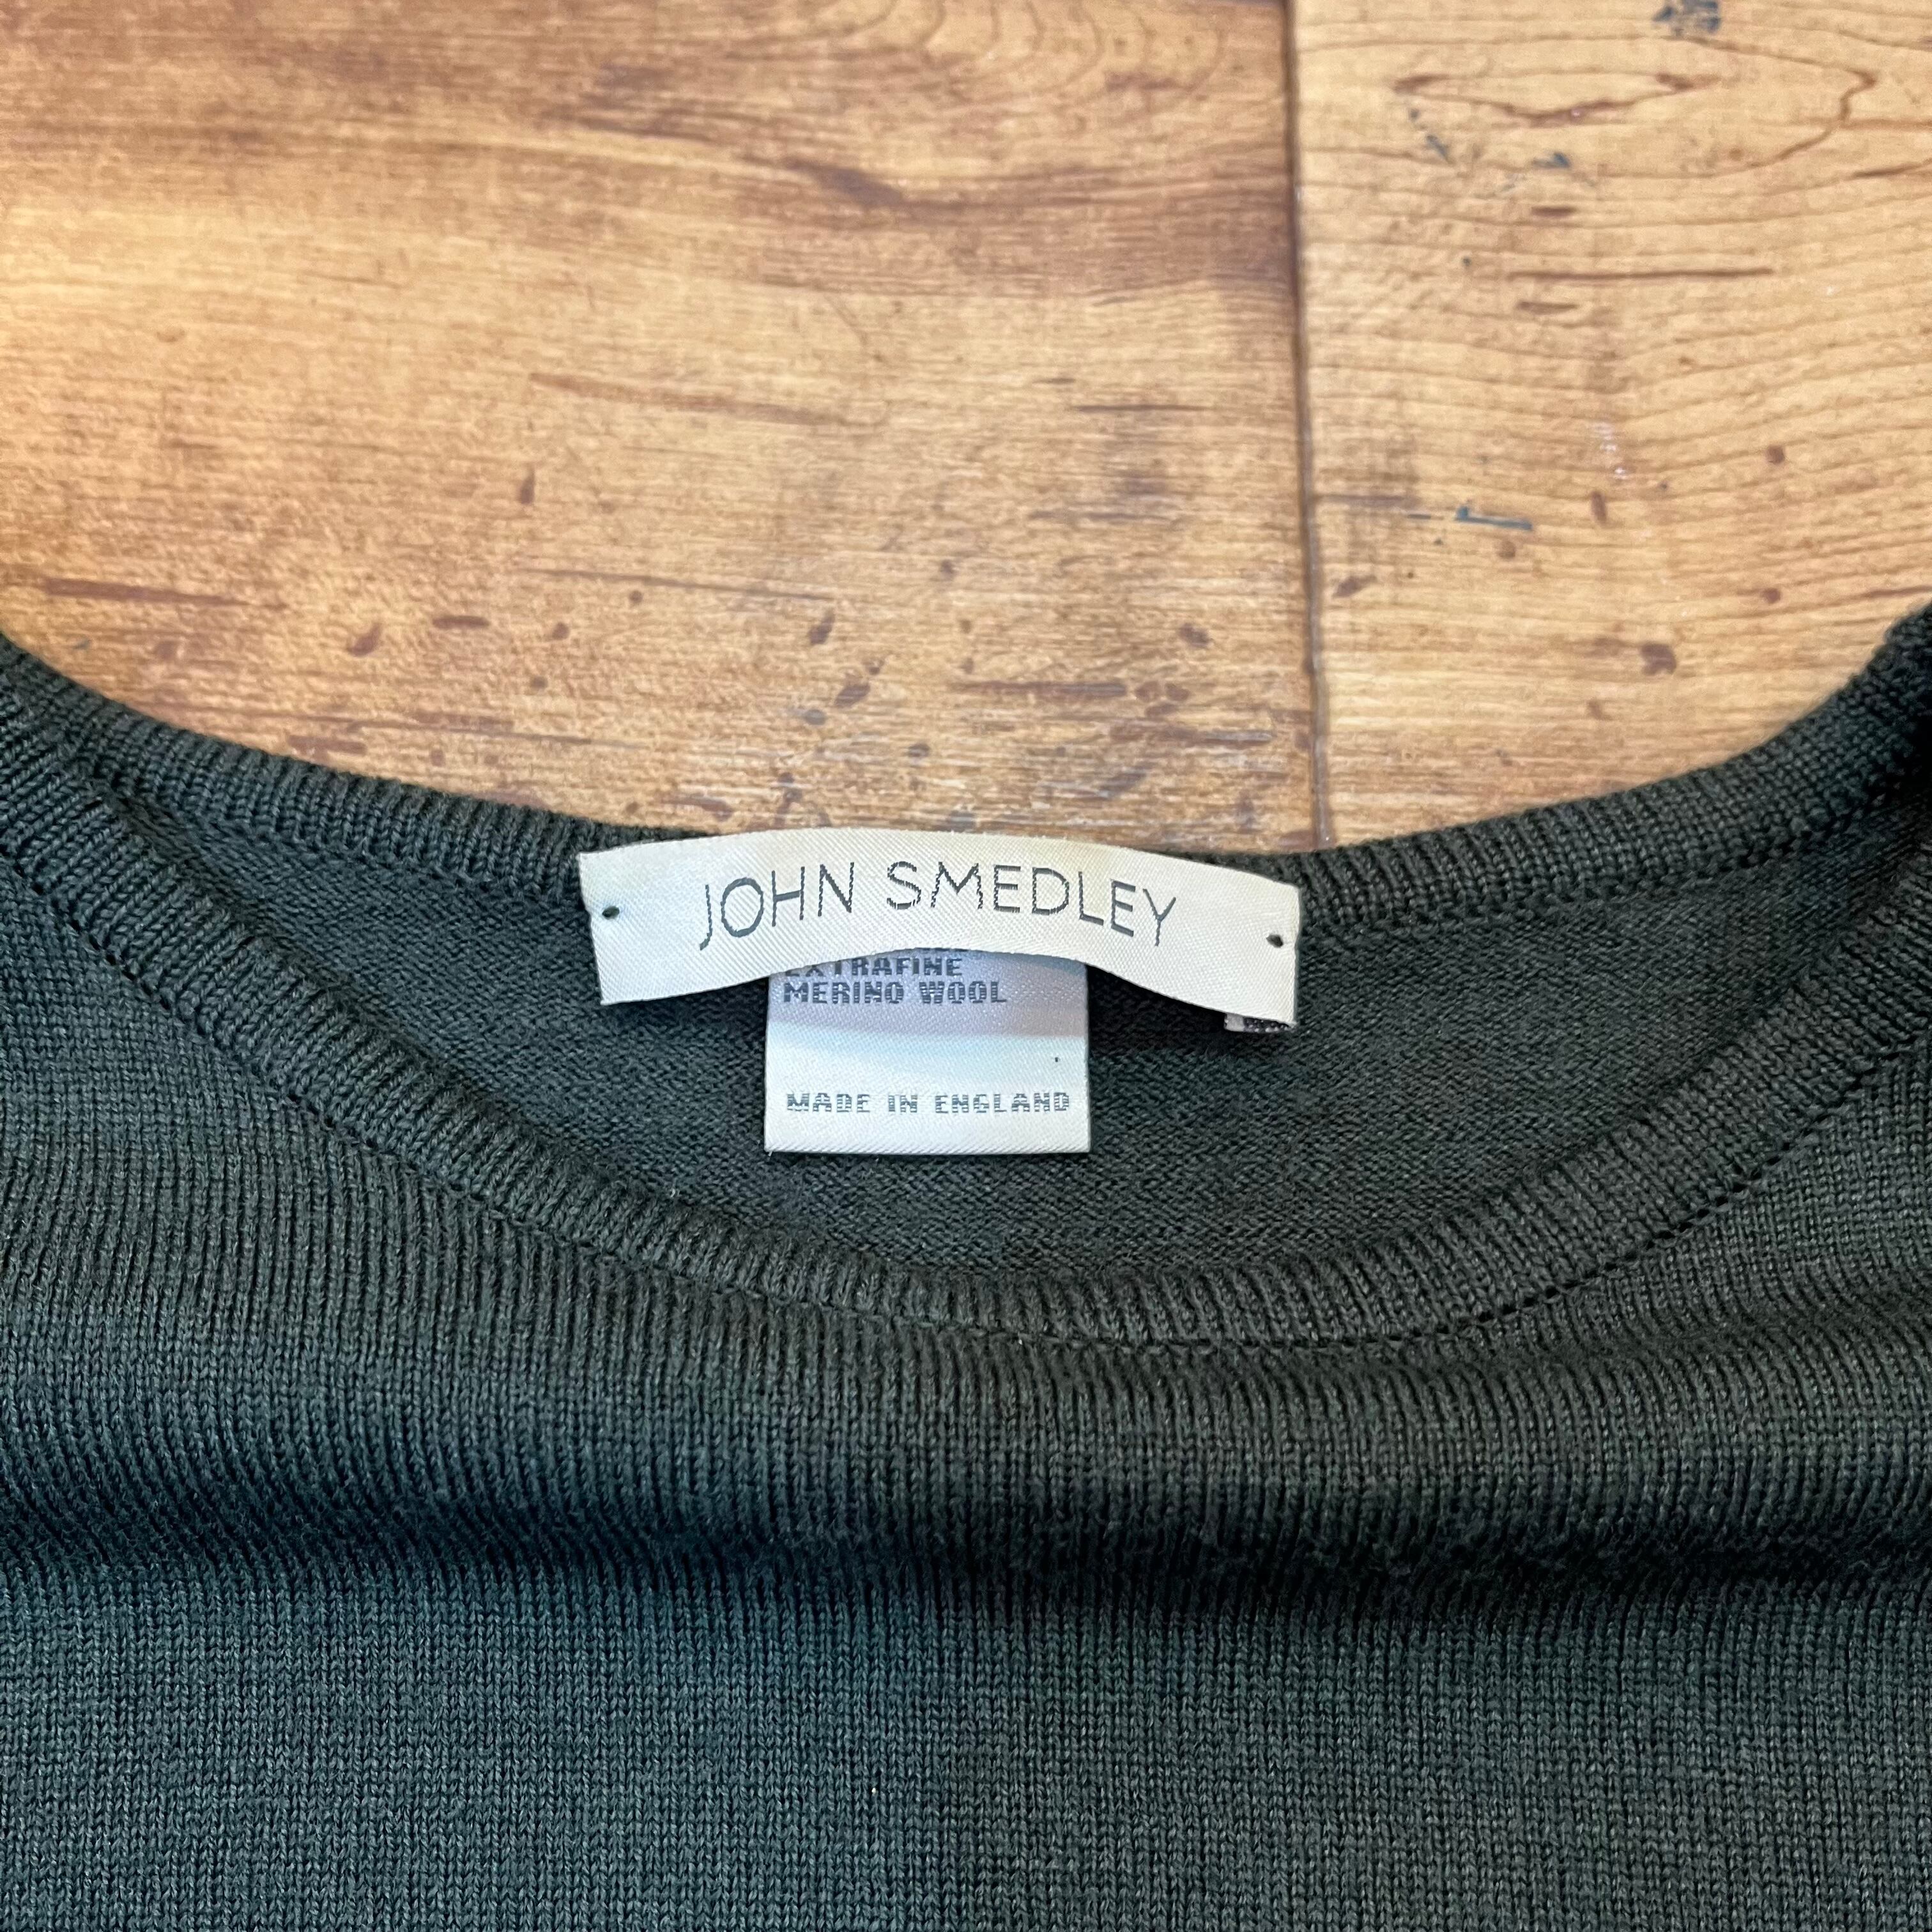 JOHN SMEDLEY
EXTRAFINE
MERINO WOOL
MADE IN ENGLAND